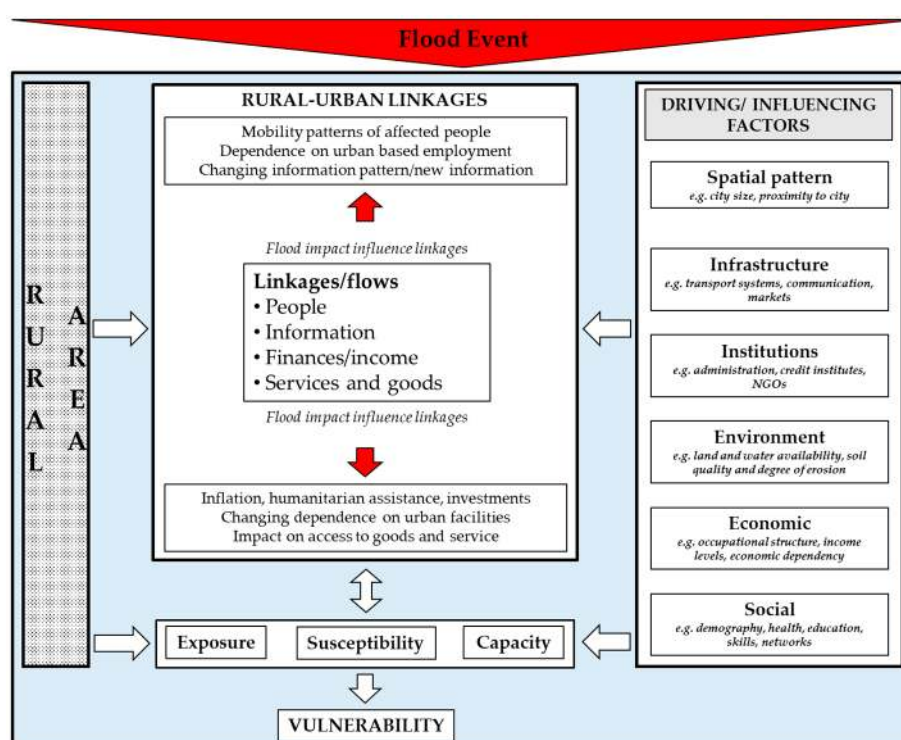 Flood Event
RURAL AREA
RURAL-URBAN LINKAGES
Mobility patterns of affected people
Dependence on urban based employment
Changing information pattern/new information
Flood impact influence linkages
Linkages/flows
• People
• Information
• Finances/income
• Services and goods
Flood impact influence linkages
Inflation, humanitarian assistance, investments
Changing dependence on urban facilities
Impact on access to goods and service
Exposure
Susceptibility
Capacity
VULNERABILITY
DRIVING/ INFLUENCING
FACTORS
Spatial pattern
e.g. city size, proximity to city
Infrastructure
e.g. transport systems, communication,
markets
Institutions
e.g. administration, credit institutes,
NGOs
Environment
e.g. land and water availability, soil
quality and degree of erosion
Economic
e.g. occupational structure, income
levels, economic dependency
Social
e.g. demography, health, education,
skills, networks